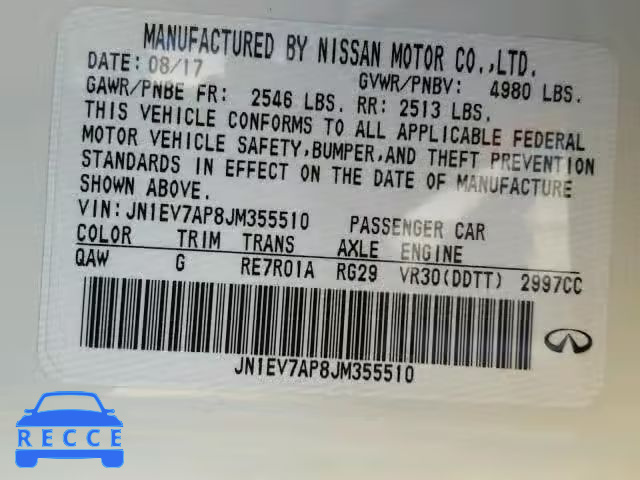 MANUFACTURED BY NISSAN MOTOR CO.,LTD.
DATE: 08/17 GVWR/PNBV: 4980 LBS.
GAWR/PNBE FR: 2546 LBS. RR: 2513 LBS.
THIS VEHICLE CONFORMS TO ALL APPLICABLE FEDERAL
MOTOR VEHICLE SAFETY,BUMPER,AND THEFT PREVENTION
STANDARDS IN EFFECT ON THE DATE OF MANUFACTURE
SHOWN ABOVE.
VIN:JN1EV7AP8JM355510 PASSENGER CAR
COLOR TRIM TRANS AXLE ENGINE
QAW G RE7R01A RG29 VR30(DDTT) 2997CC
JN1EV7AP8JM355510
RECCE